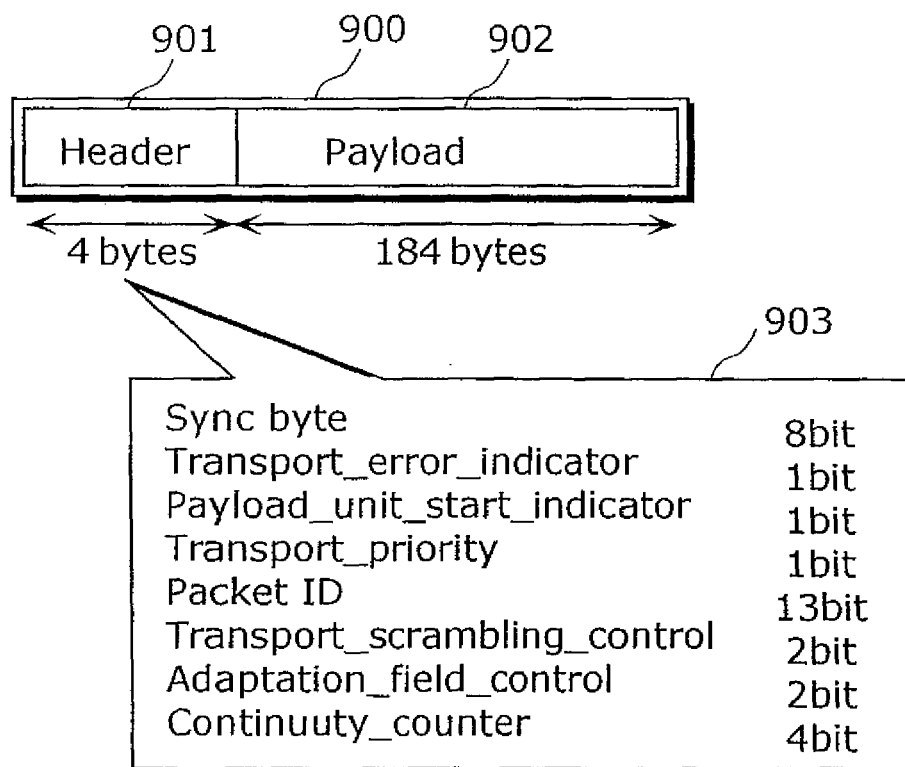 901 900 902
Header Payload
4 bytes 184 bytes
903
Sync byte 8bit
Transport_error_indicator 1bit
Payload_unit_start_indicator 1bit
Transport_priority 1bit
Packet ID 13bit
Transport_scrambling_control 2bit
Adaptation_field_control 2bit
Continuuty_counter 4bit